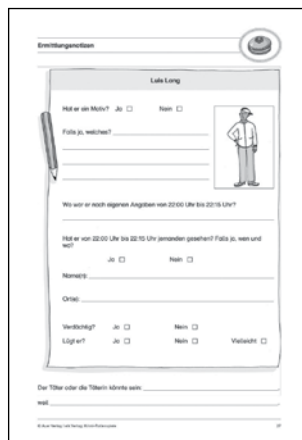 Ermittlungsnotizen
Luis Lang
Hat er ein Motiv? Ja ☐ Nein ☐
Falls ja, welches?
Wo war er nach eigenen Angaben von 22:00 Uhr bis 22:15 Uhr?
Hat er von 22:00 Uhr bis 22:15 Uhr jemanden gesehen? Falls ja, wen und
wo?
Ja ☐ Nein ☐
Name(n):
Ort(e):
Verdächtig? Ja ☐ Nein ☐
Lügt er? Ja ☐ Nein ☐ Vielleicht ☐
Der Täter oder die Täterin könnte sein:
weil